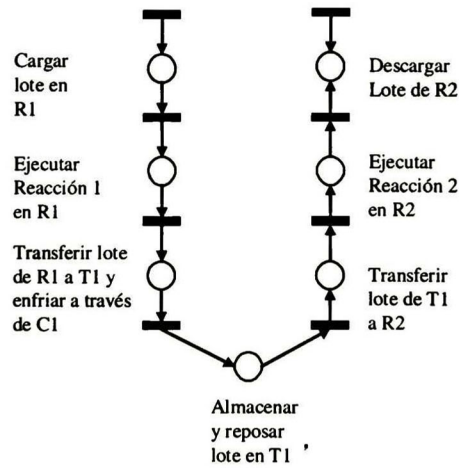 Cargar
lote en
R1
Ejecutar
Reacción 1
en R1
Transferir lote
de R1 a T1 y
enfriar a través
de C1
Almacenar
y reposar
lote en T1
Transferir
lote de T1
a R2
Ejecutar
Reacción 2
en R2
Descargar
Lote de R2